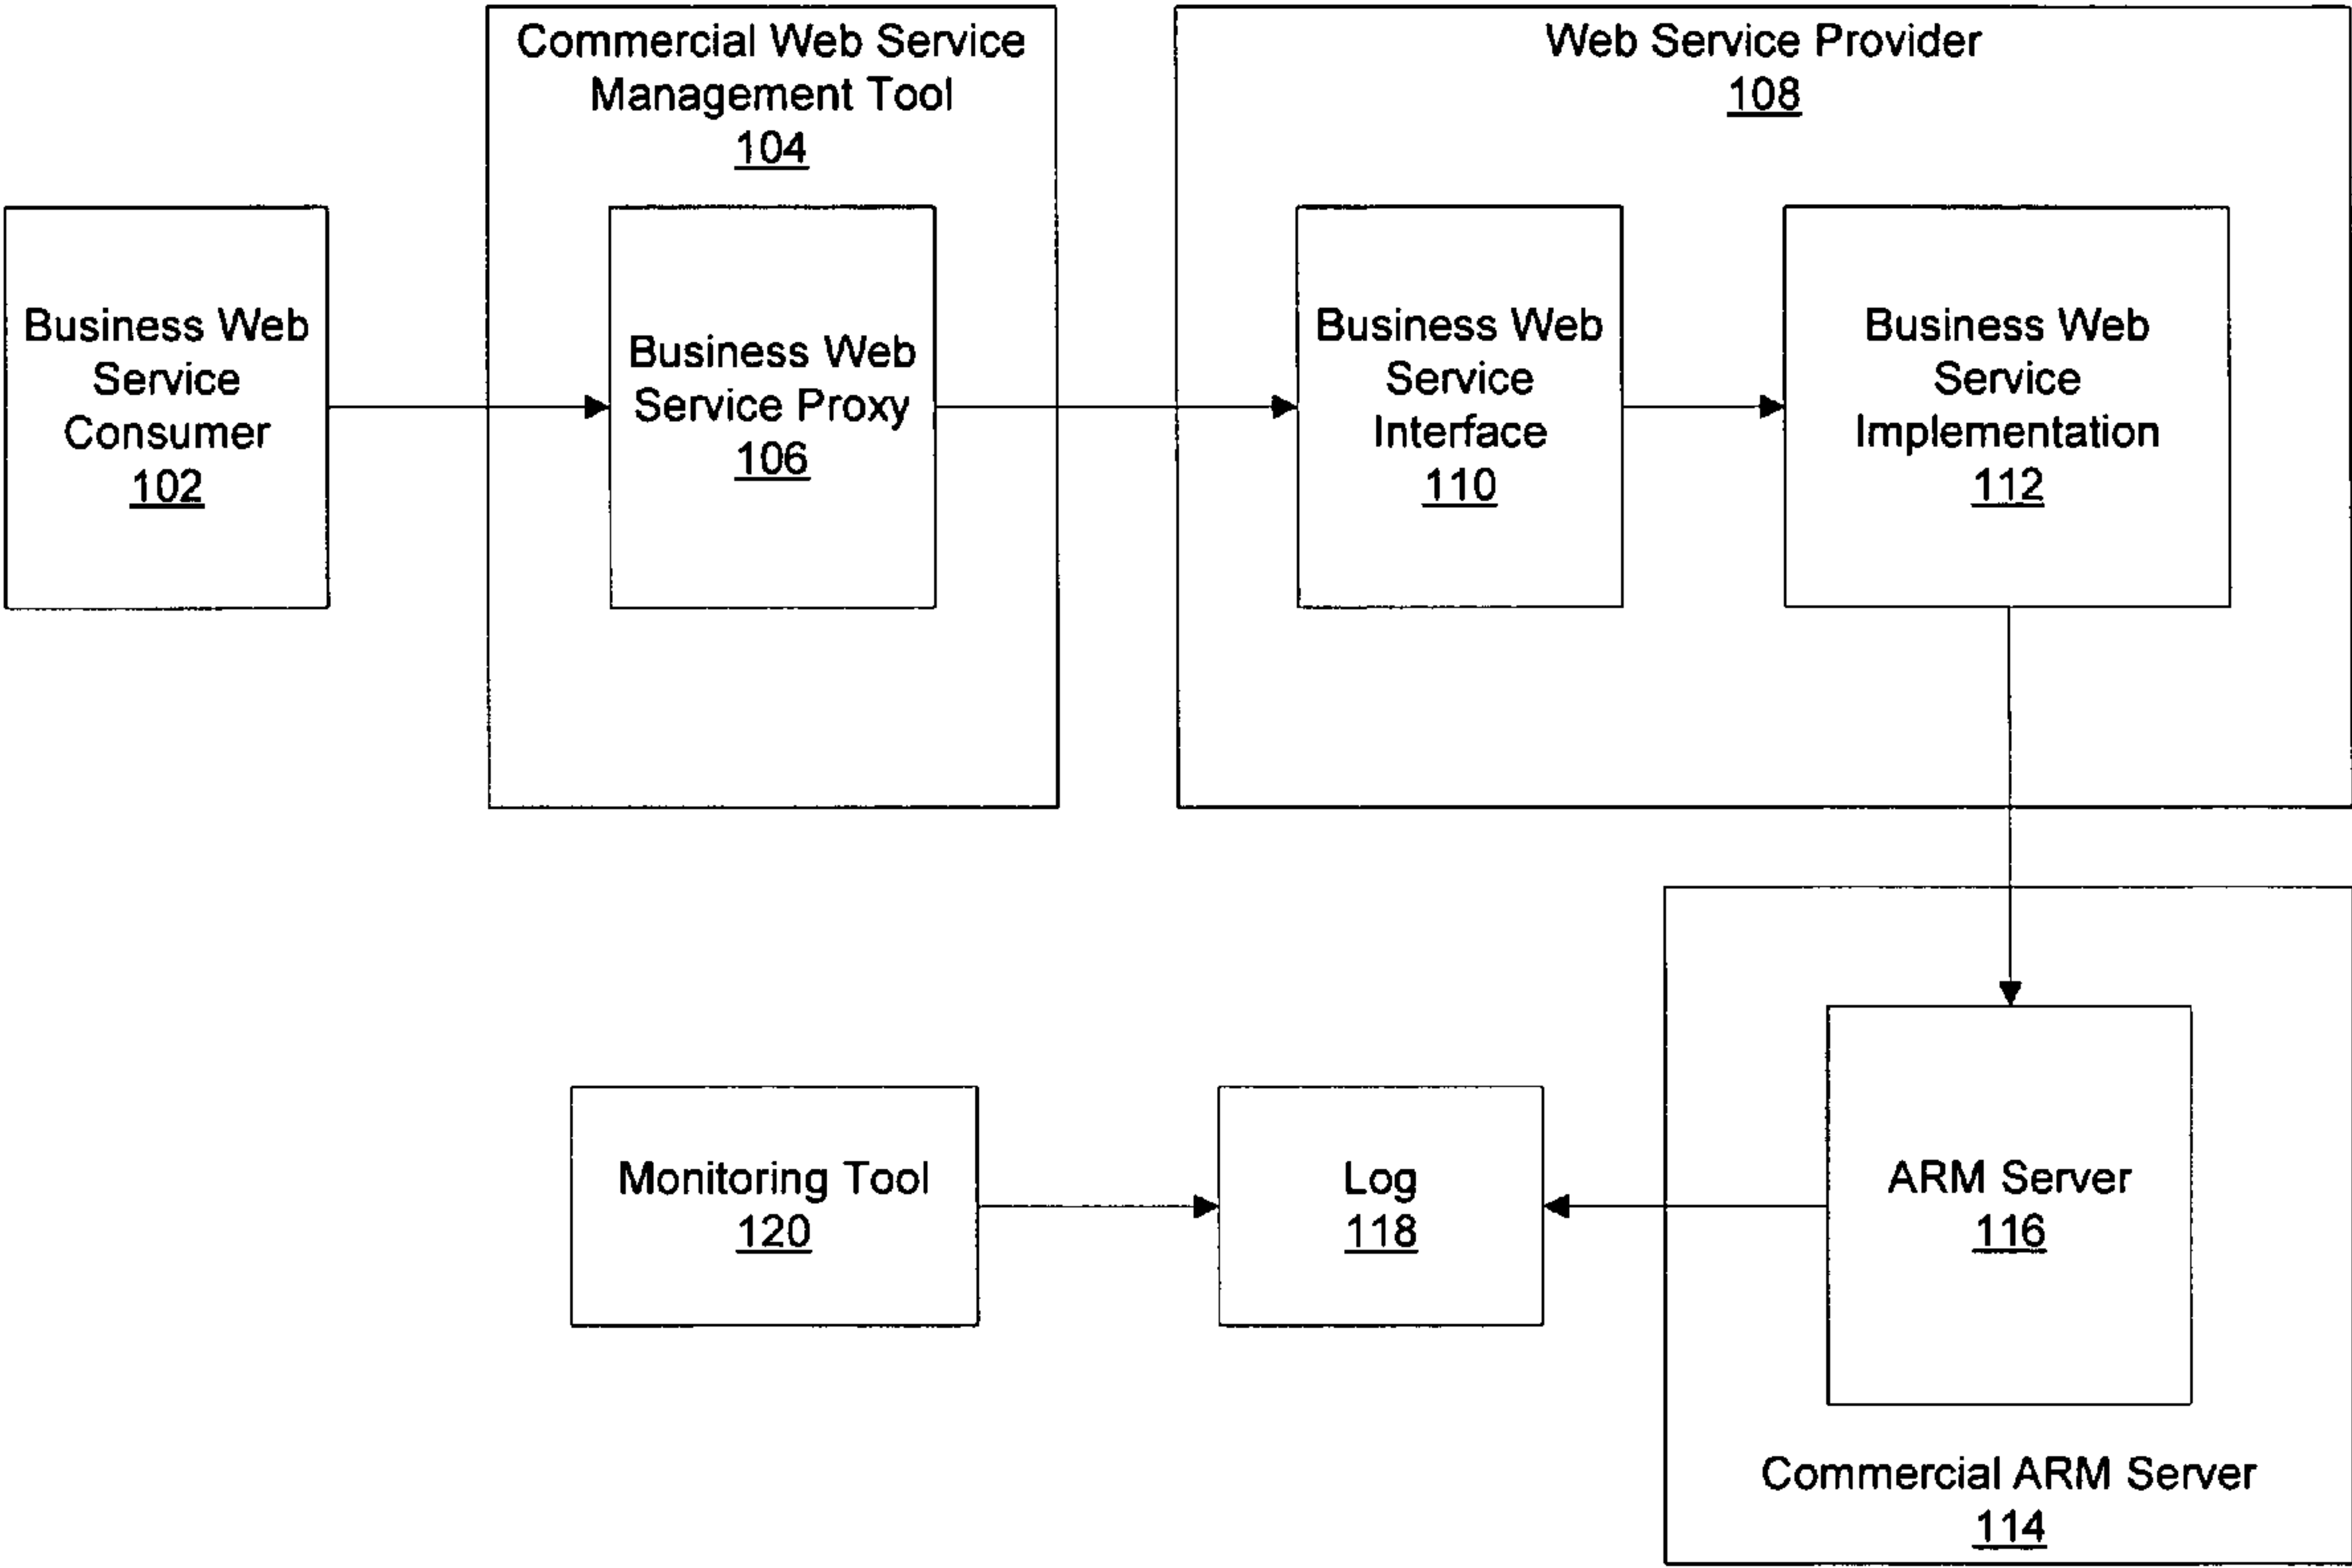 Commercial Web Service
Management Tool
104
Web Service Provider
108
Business Web
Service
Consumer
102
Business Web
Service Proxy
106
Business Web
Service
Interface
110
Business Web
Service
Implementation
112
Monitoring Tool
120
Log
118
ARM Server
116
Commercial ARM Server
114